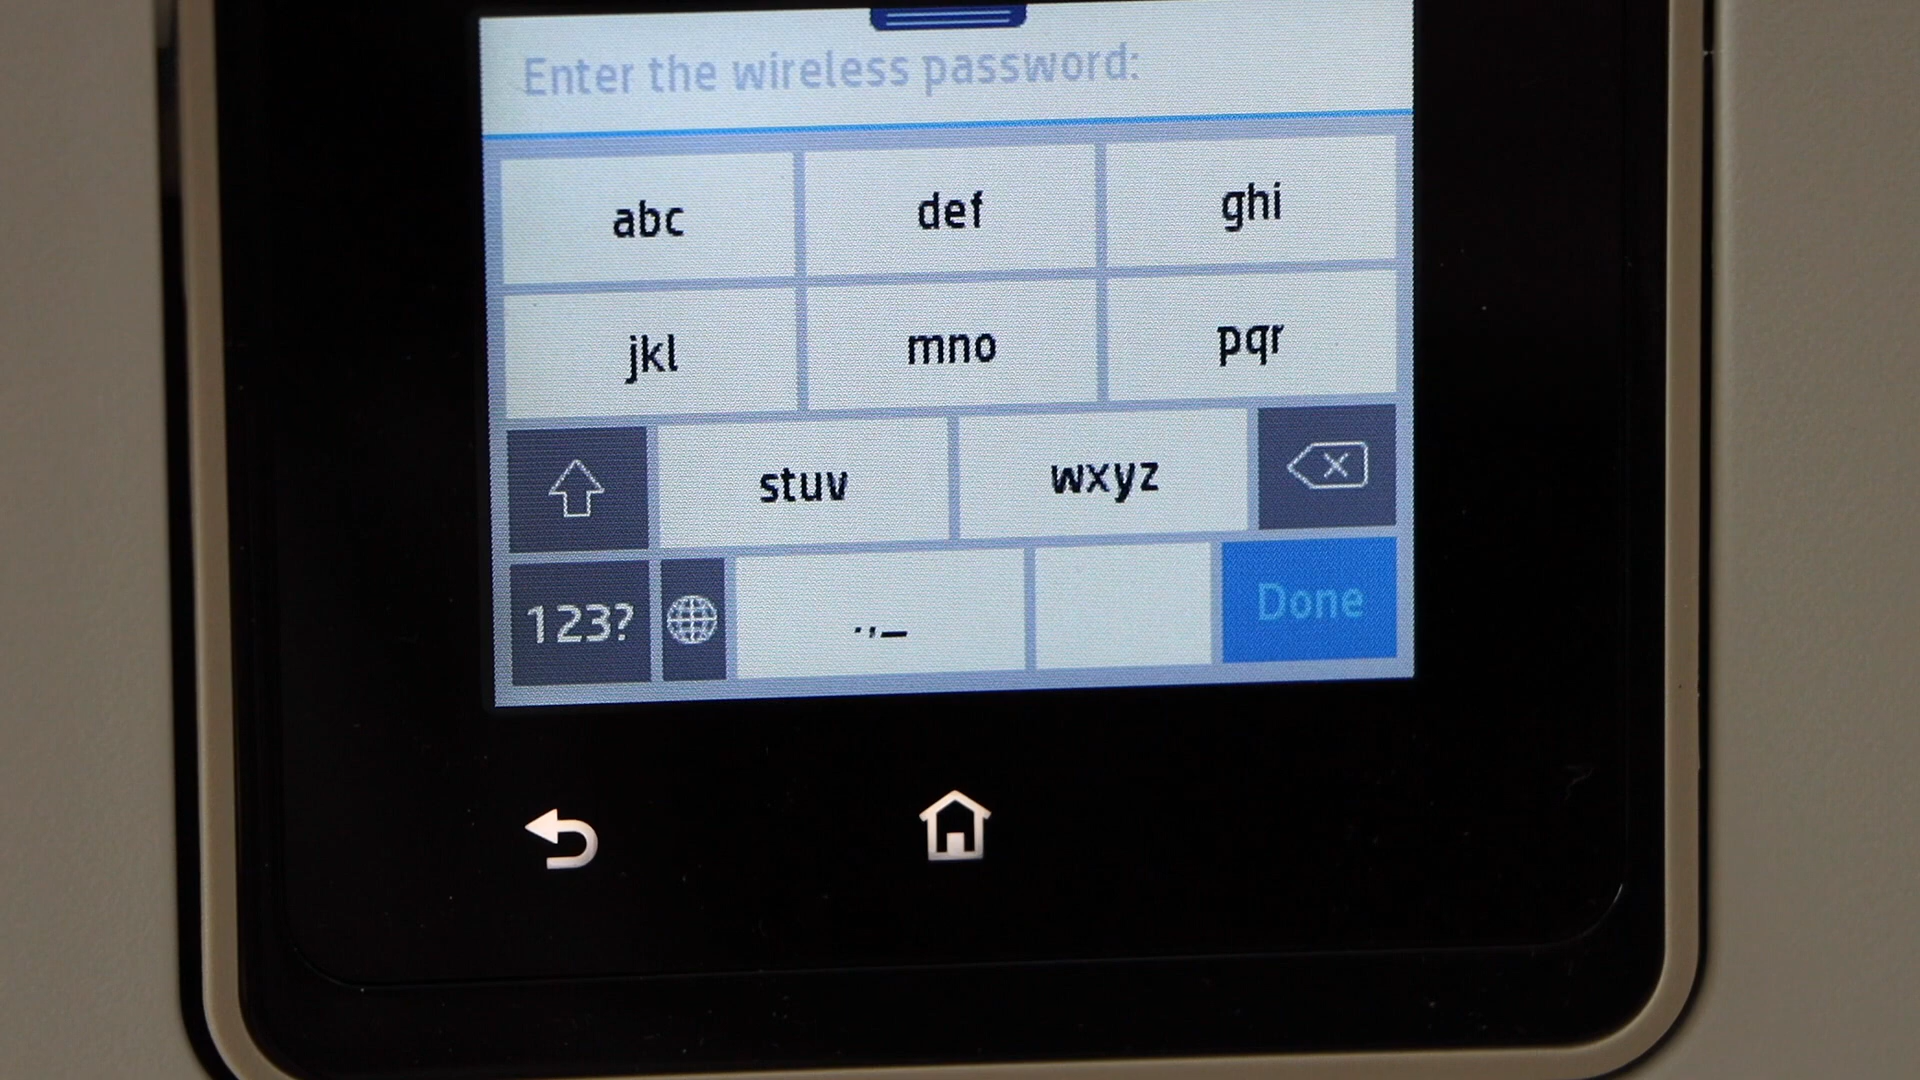 Enter the wireless password:
abc def ghi
jkl mno pqr
stuv wxyz
123? .,_ Done